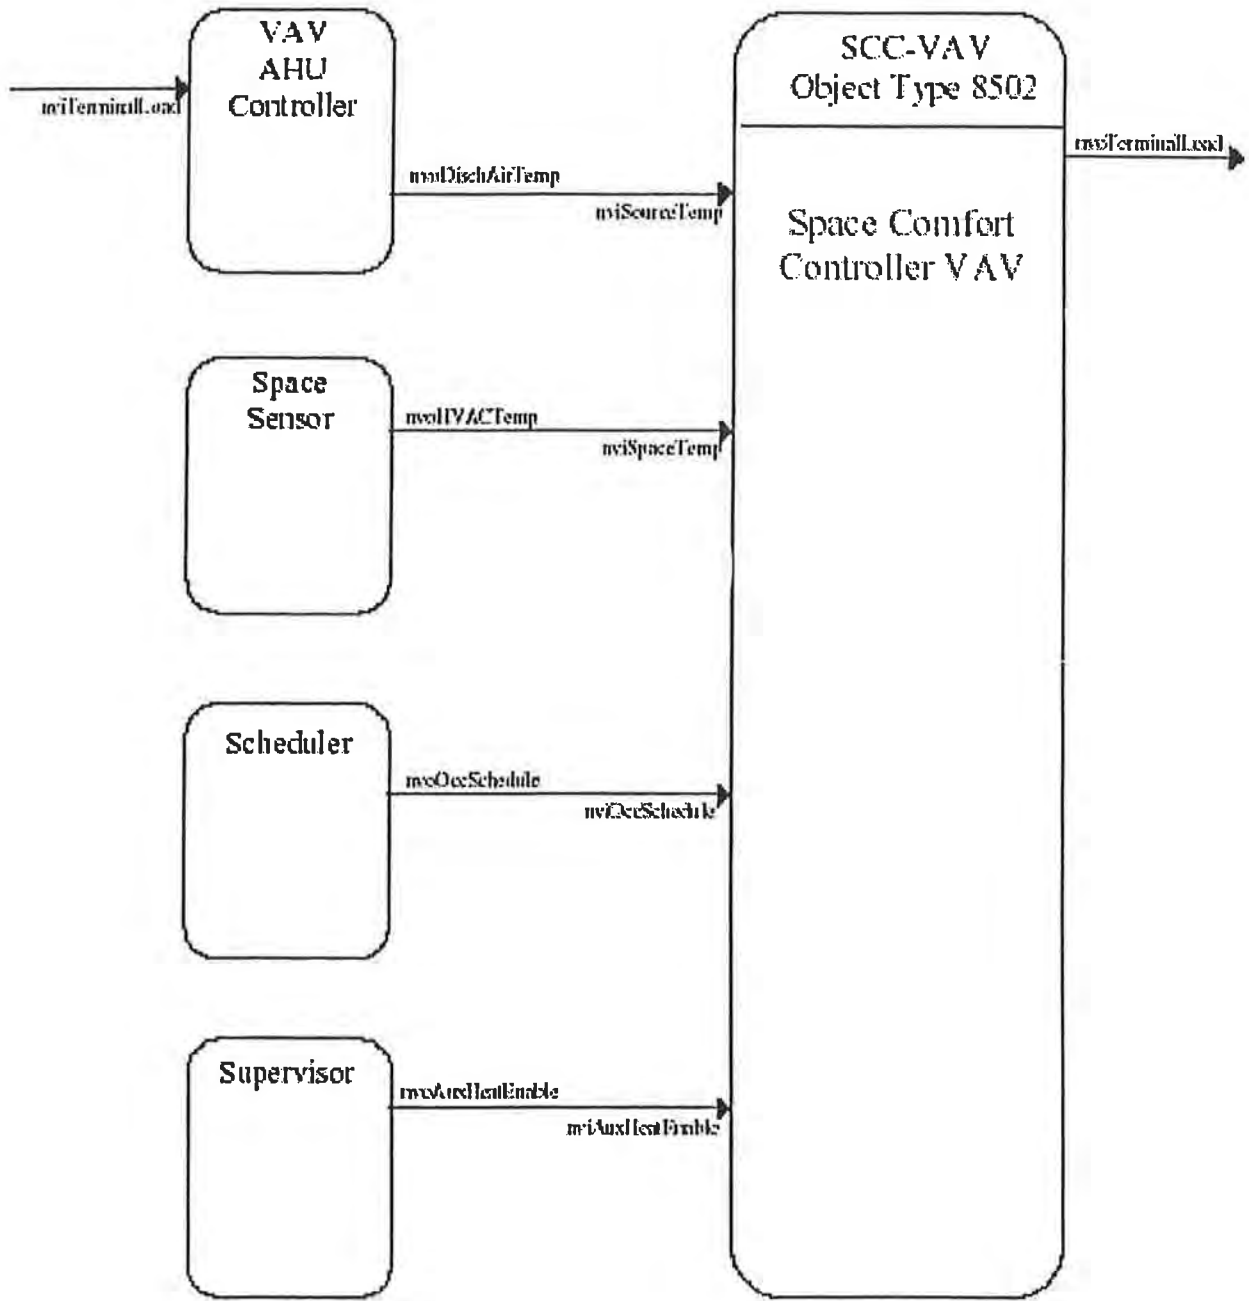 VAV
AHU
Controller
nviTerminalLoad
nvoDischAirTemp
nviSourceTemp
SCC-VAV
Object Type 8502
nvoTerminalLoad
Space Comfort
Controller VAV
Space
Sensor
nvoHVACTemp
nviSpaceTemp
Scheduler
nvoOccSchedule
nviOccSchedule
Supervisor
nvoAuxHeatEnable
nviAuxHeatEnable